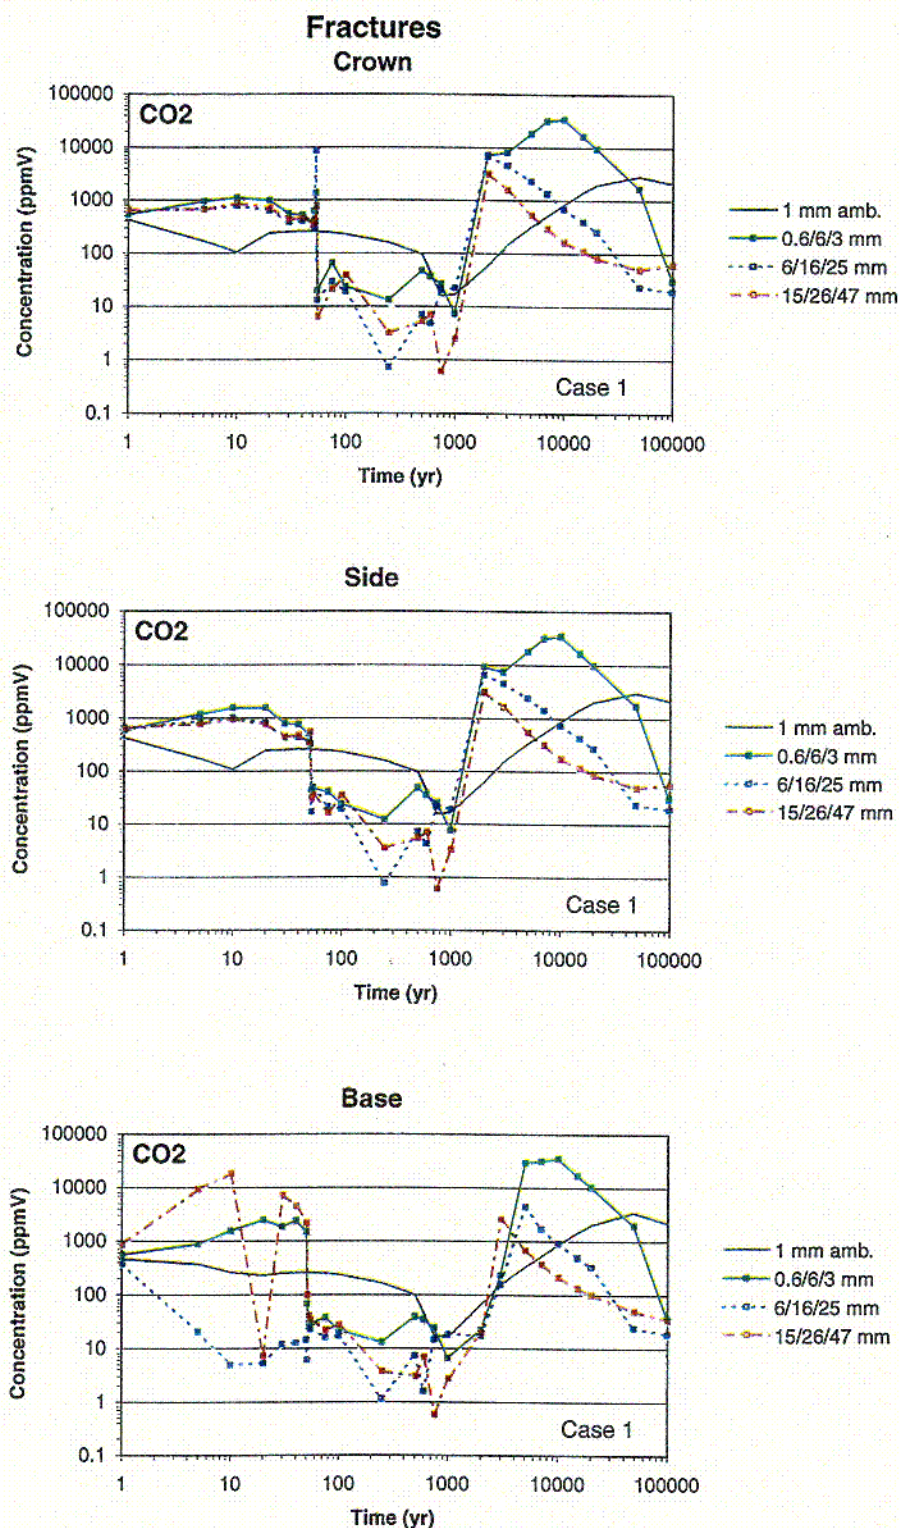 Fractures
Crown
CO2
Concentration (ppmV)
100000
10000
1000
100
10
1
0.1
1 10 100 1000 10000 100000
Time (yr)
Case 1
1 mm amb.
0.6/6/3 mm
6/16/25 mm
15/26/47 mm
Side
CO2
Concentration (ppmV)
100000
10000
1000
100
10
1
0.1
1 10 100 1000 10000 100000
Time (yr)
Case 1
1 mm amb.
0.6/6/3 mm
6/16/25 mm
15/26/47 mm
Base
CO2
Concentration (ppmV)
100000
10000
1000
100
10
1
0.1
1 10 100 1000 10000 100000
Time (yr)
Case 1
1 mm amb.
0.6/6/3 mm
6/16/25 mm
15/26/47 mm